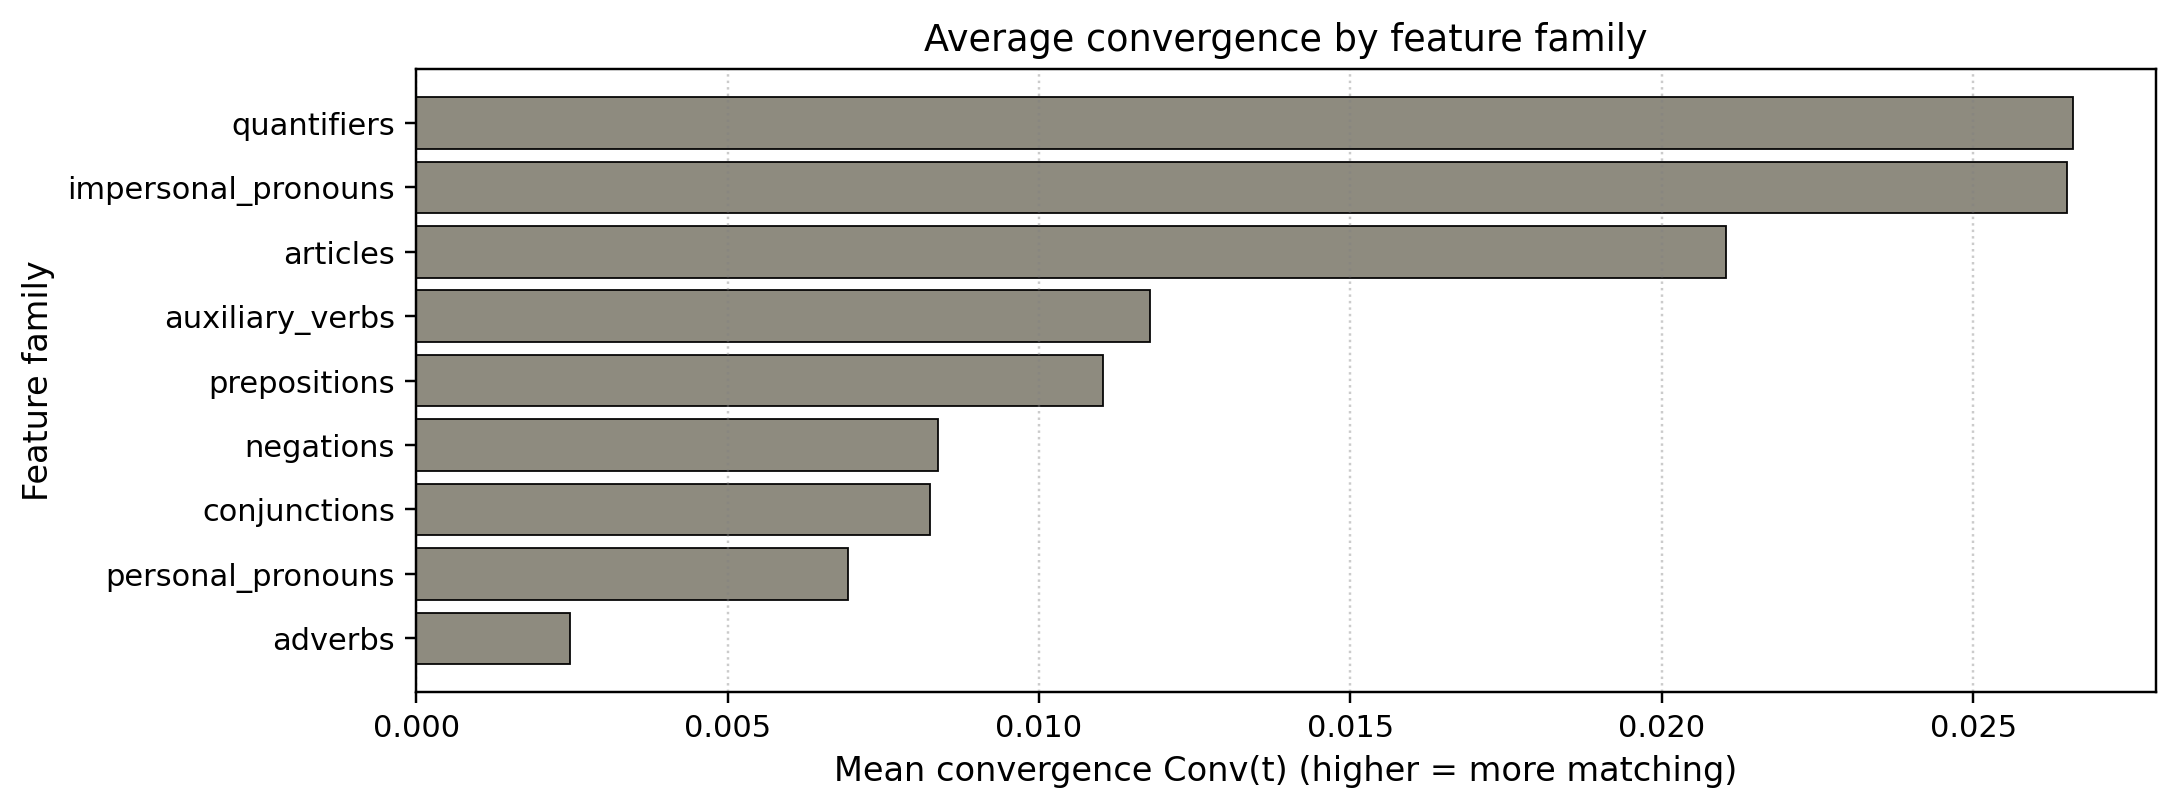 Average convergence by feature family
Feature family
quantifiers
impersonal_pronouns
articles
auxiliary_verbs
prepositions
negations
conjunctions
personal_pronouns
adverbs
0.000 0.005 0.010 0.015 0.020 0.025
Mean convergence Conv(t) (higher = more matching)